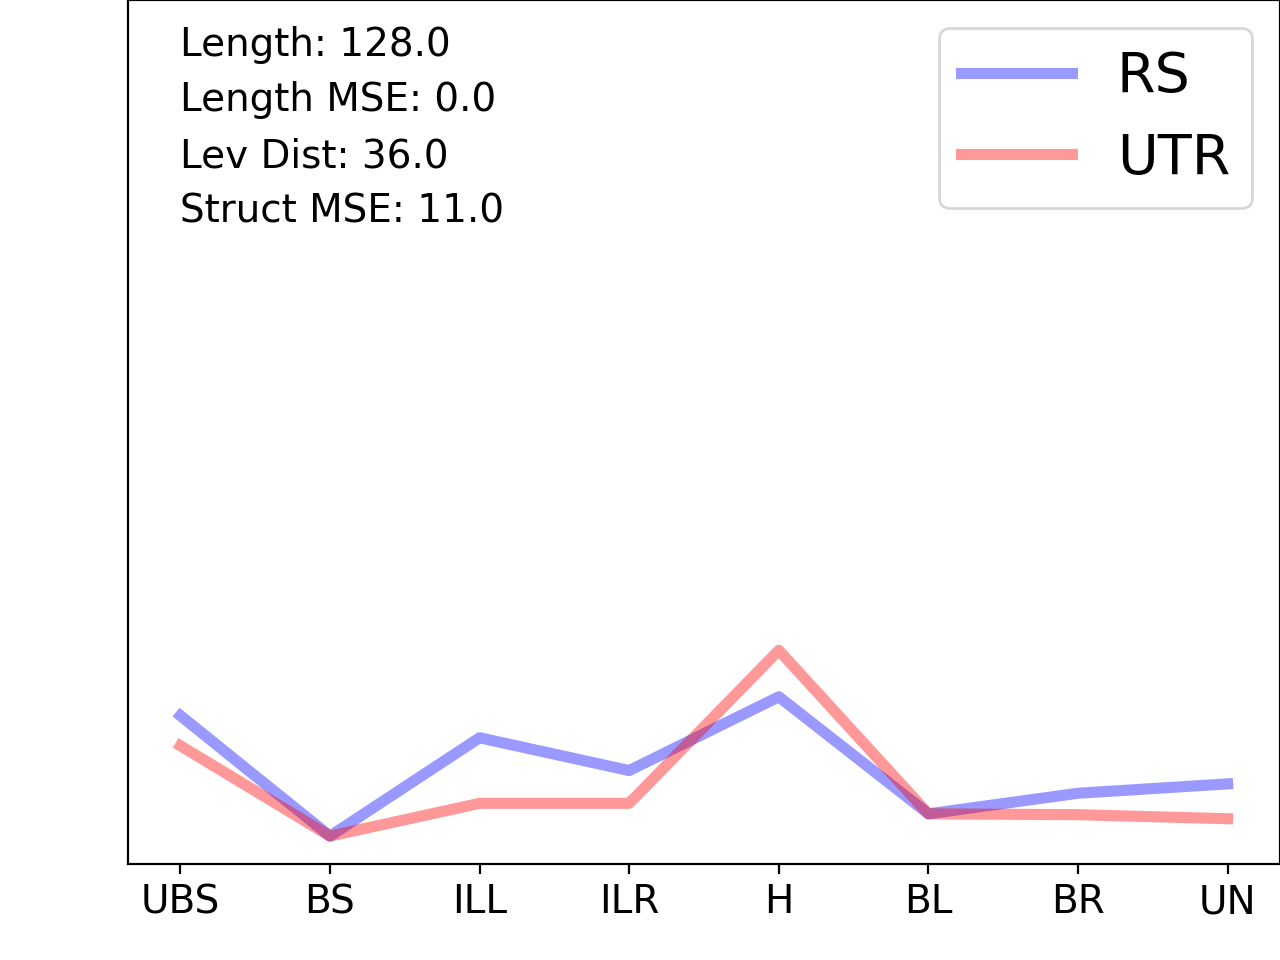 Length: 128.0
Length MSE: 0.0
Lev Dist: 36.0
Struct MSE: 11.0
RS
UTR
UBS BS ILL ILR H BL BR UN